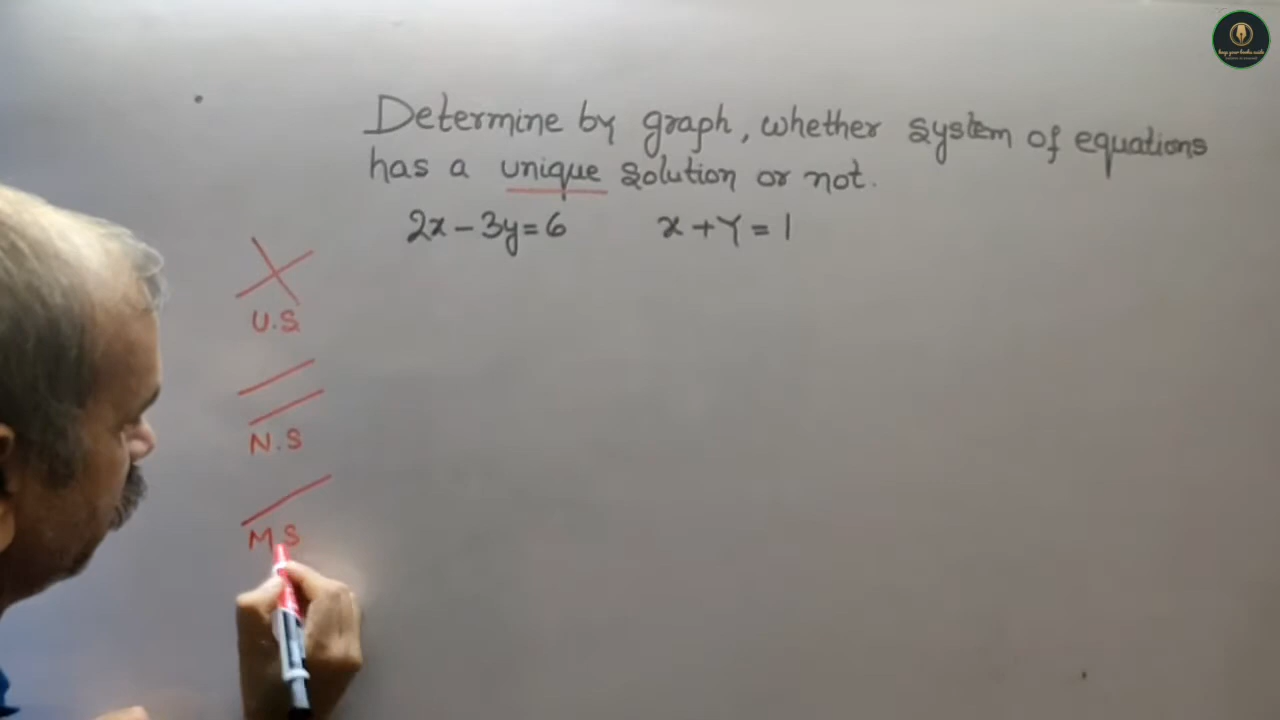 Determine by graph, whether system of equations
has a unique solution or not.
2x - 3y = 6 x + y = 1
U.S
N.S
M.S